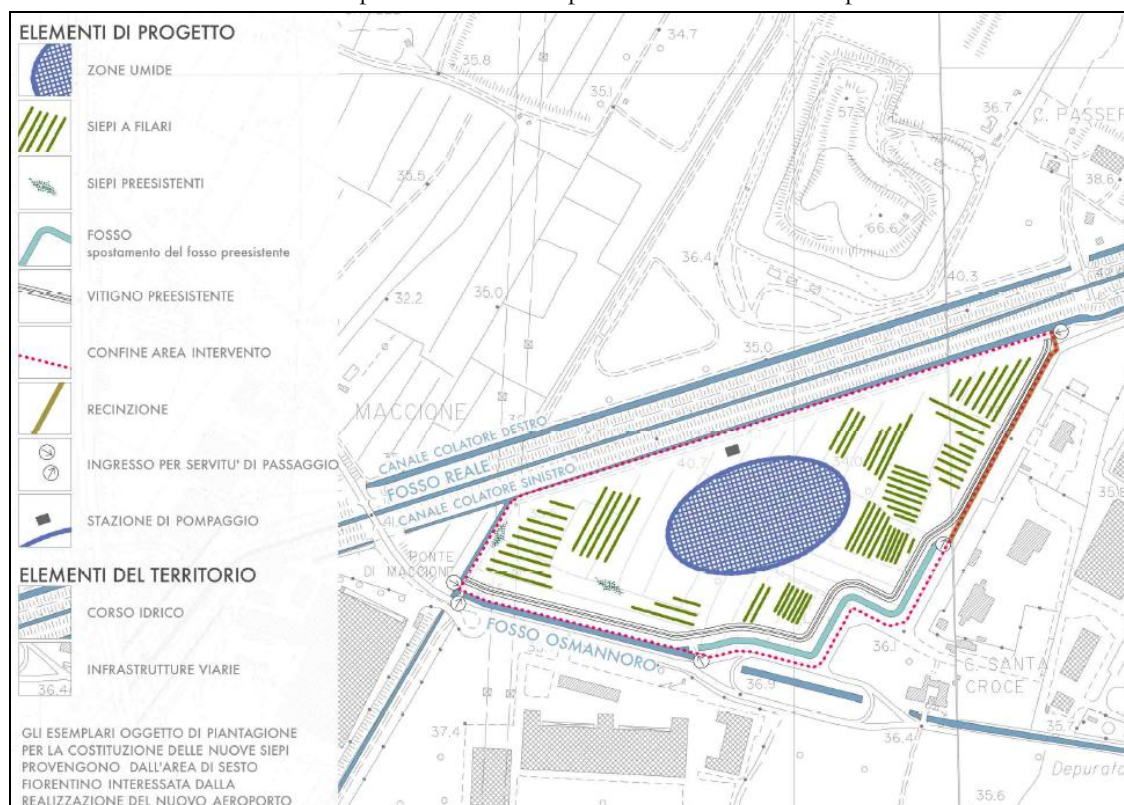 ELEMENTI DI PROGETTO
ZONE UMIDE
SIEPI A FILARI
SIEPI PREESISTENTI
FOSSO
spostamento del fosso preesistente
VITIGNO PREESISTENTE
CONFINE AREA INTERVENTO
RECINZIONE
INGRESSO PER SERVITU' DI PASSAGGIO
STAZIONE DI POMPAGGIO
ELEMENTI DEL TERRITORIO
CORSO IDRICO
INFRASTRUTTURE VIARIE
36.4
GLI ESEMPLARI OGGETTO DI PIANTAGIONE
PER LA COSTITUZIONE DELLE NUOVE SIEPI
PROVENGONO DALL'AREA DI SESTO
FIORENTINO INTERESSATA DALLA
REALIZZAZIONE DEL NUOVO AEROPORTO
34.7
35.8
35.1
57.3
36.7
C. PASSER
38.6
35.5
66.6
36.4
40.3
32.2
35.0
35.0
MACCIONE
CANALE COLATORE DESTRO
FOSSO REALE
CANALE COLATORE SINISTRO
40.7
PONTE
DI MACCIONE
FOSSO OSMANNORO
36.1
C. SANTA
CROCE
36.9
37.4
36.4
35.6
Depurato